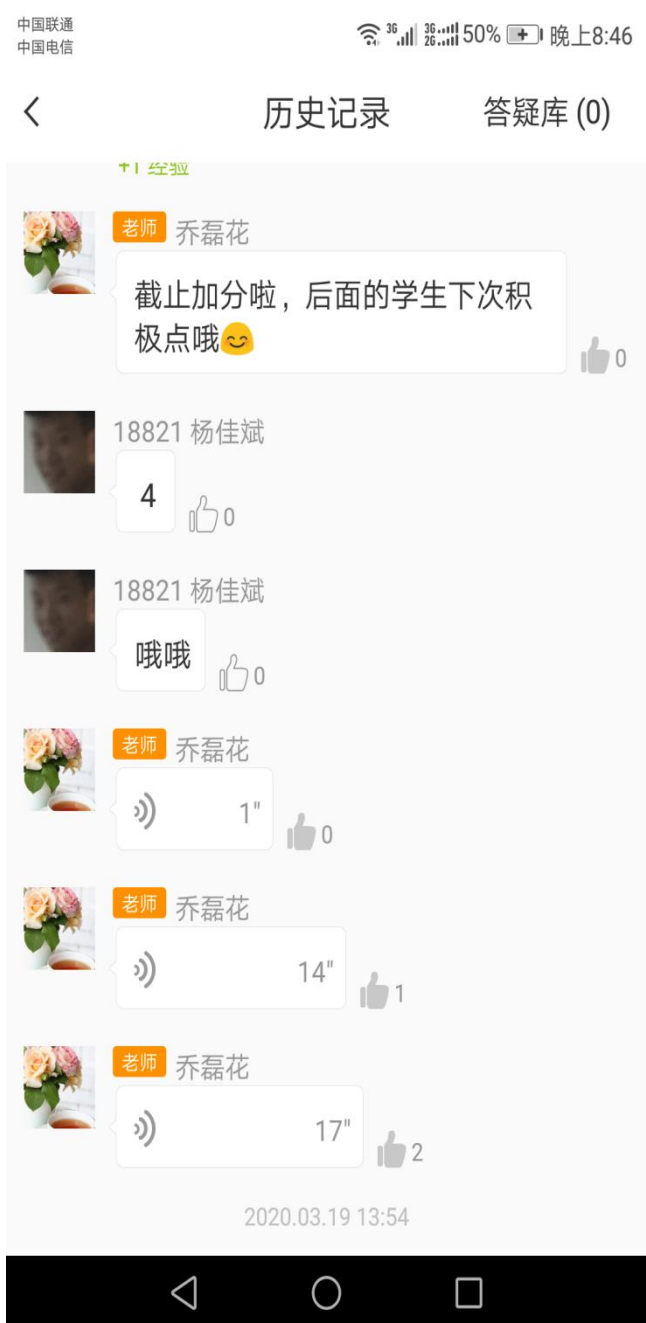 中国联通
中国电信
3G 3G 2G 50% 晚上8:46
历史记录 答疑库 (0)
+1 经验
老师 乔磊花
截止加分啦，后面的学生下次积
极点哦😊
0
18821 杨佳斌
4
0
18821 杨佳斌
哦哦
0
老师 乔磊花
1"
0
老师 乔磊花
14"
1
老师 乔磊花
17"
2
2020.03.19 13:54